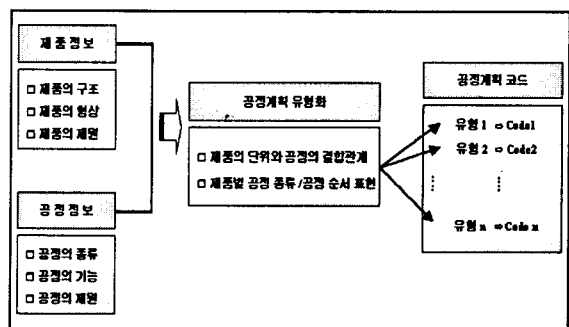 제품정보
□ 제품의 구조
□ 제품의 형상
□ 제품의 제원
공정정보
□ 공정의 종류
□ 공정의 기능
□ 공정의 제원
공정계획 유형화
□ 제품의 단위와 공정의 결합관계
□ 제품별 공정 종류/공정 순서 표현
공정계획 코드
유형 1 ⇨ Code1
유형 2 ⇨ Code2
유형 n ⇨ Code n